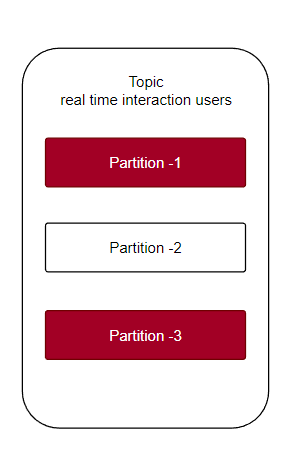 Topic
real time interaction users
Partition -1
Partition -2
Partition -3